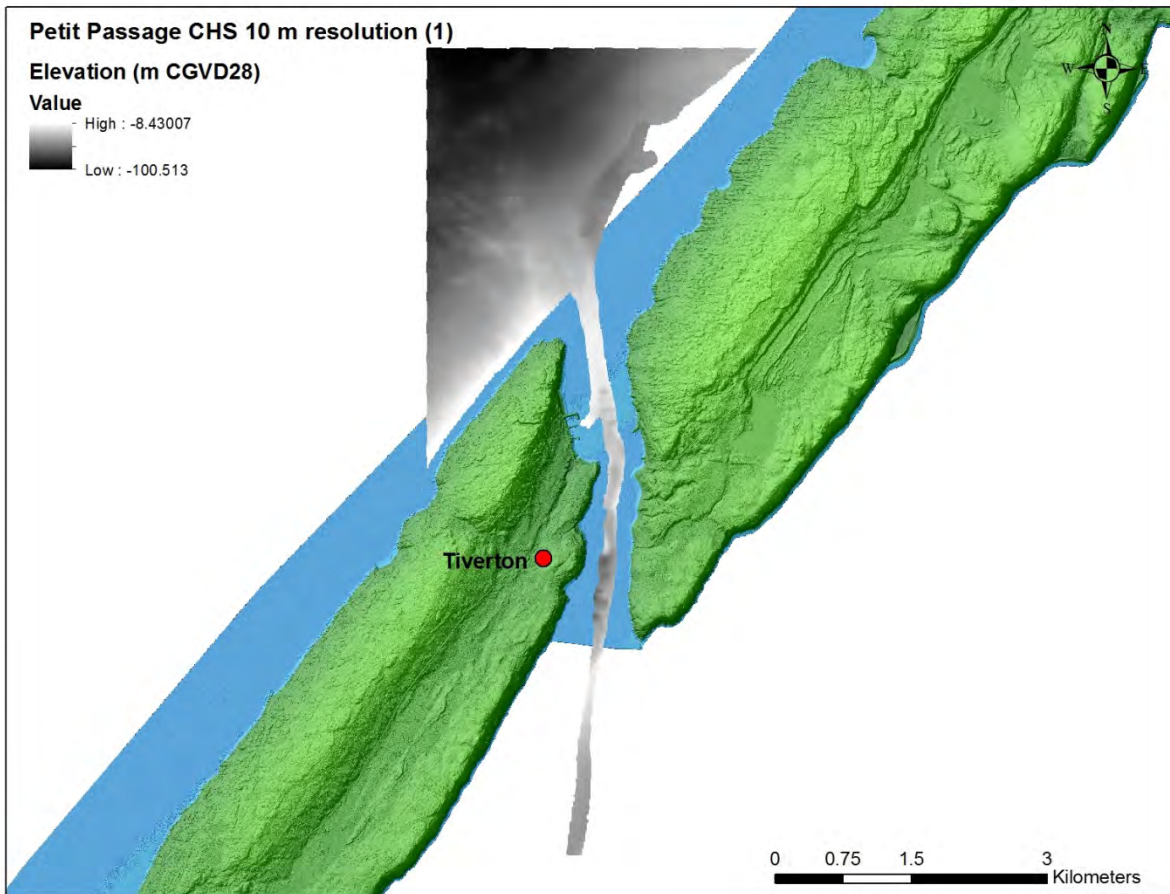 Petit Passage CHS 10 m resolution (1)
Elevation (m CGVD28)
Value
High : -8.43007
Low : -100.513
N
W E
S
Tiverton
0 0.75 1.5 3
Kilometers